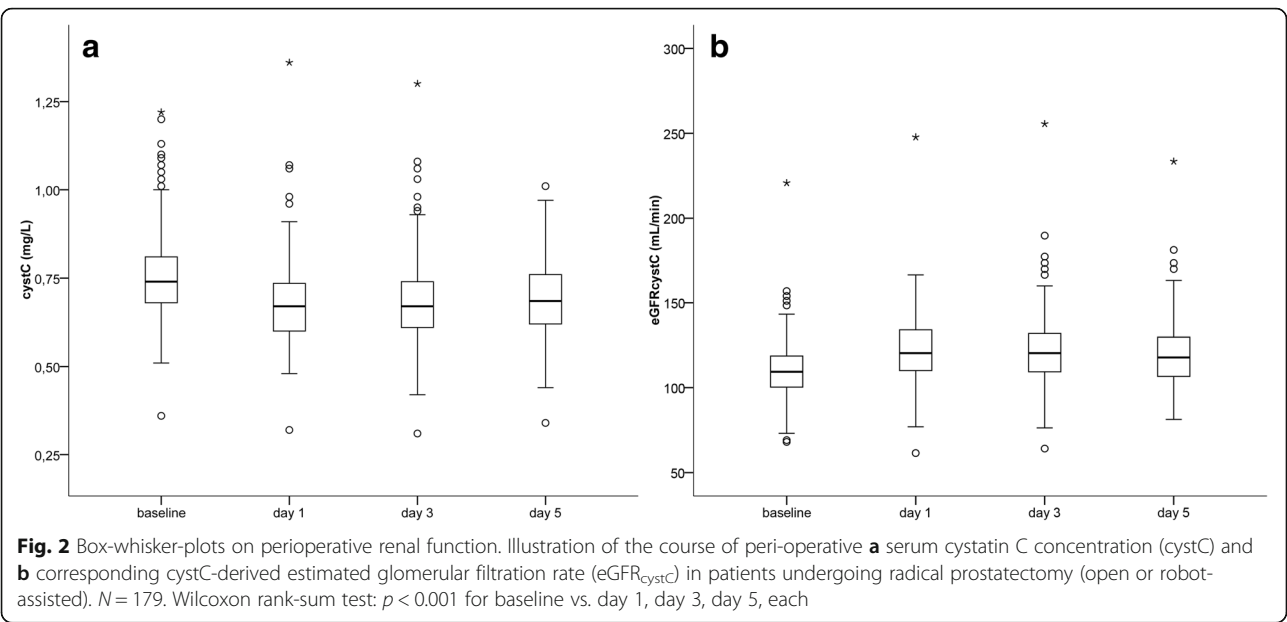 a
1,25
1,00
0,75
0,50
0,25
cystC (mg/L)
baseline day 1 day 3 day 5
b
300
250
200
150
100
50
eGFRcystC (mL/min)
baseline day 1 day 3 day 5
Fig. 2 Box-whisker-plots on perioperative renal function. Illustration of the course of peri-operative a serum cystatin C concentration (cystC) and
b corresponding cystC-derived estimated glomerular filtration rate (eGFRcystC) in patients undergoing radical prostatectomy (open or robot-
assisted). N = 179. Wilcoxon rank-sum test: p < 0.001 for baseline vs. day 1, day 3, day 5, each